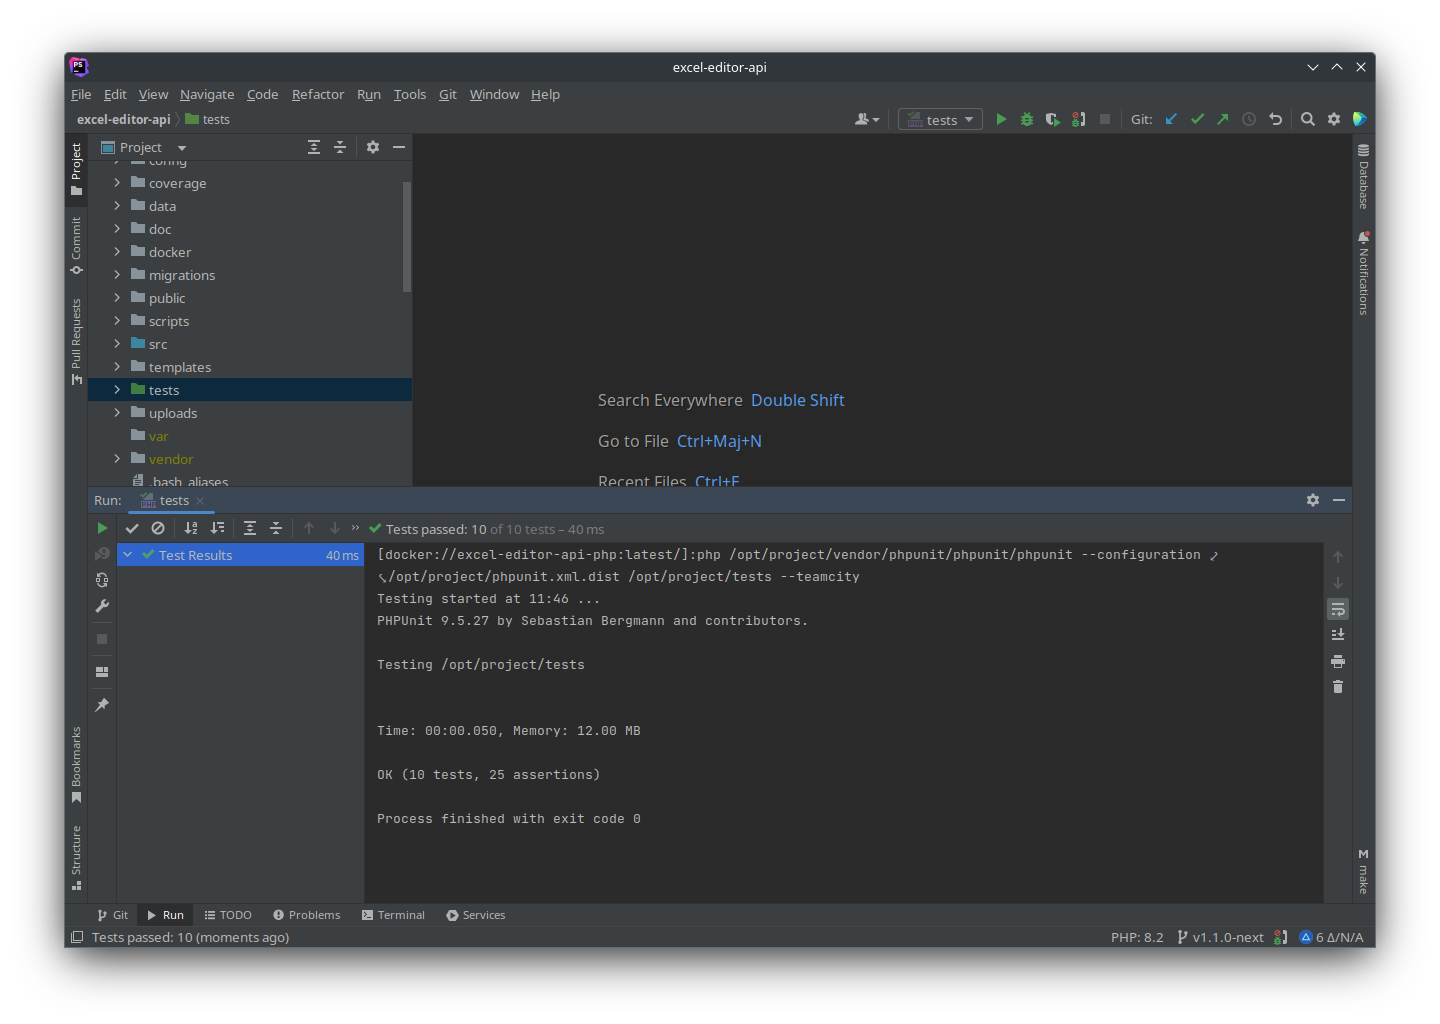 excel-editor-api
File Edit View Navigate Code Refactor Run Tools Git Window Help
excel-editor-api tests
tests
Git:
Project
Project
Commit
Pull Requests
Bookmarks
Structure
config
coverage
data
doc
docker
migrations
public
scripts
src
templates
tests
uploads
var
vendor
.bash_aliases
Search Everywhere Double Shift
Go to File Ctrl+Maj+N
Recent Files Ctrl+E
Database
Notifications
make
Run: tests
Tests passed: 10 of 10 tests – 40 ms
Test Results 40 ms
[docker://excel-editor-api-php:latest/]:php /opt/project/vendor/phpunit/phpunit/phpunit --configuration
/opt/project/phpunit.xml.dist /opt/project/tests --teamcity
Testing started at 11:46 ...
PHPUnit 9.5.27 by Sebastian Bergmann and contributors.
Testing /opt/project/tests
Time: 00:00.050, Memory: 12.00 MB
OK (10 tests, 25 assertions)
Process finished with exit code 0
Git Run TODO Problems Terminal Services
Tests passed: 10 (moments ago)
PHP: 8.2 v1.1.0-next 6 Δ/N/A